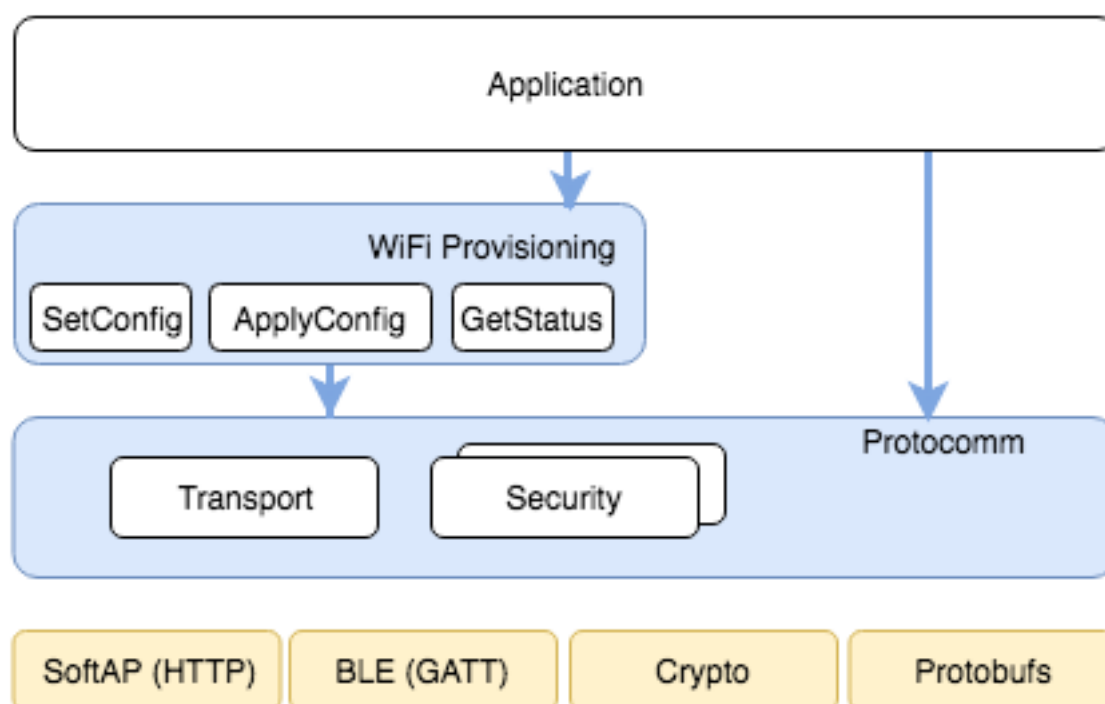 Application
WiFi Provisioning
SetConfig
ApplyConfig
GetStatus
Protocomm
Transport
Security
SoftAP (HTTP)
BLE (GATT)
Crypto
Protobufs